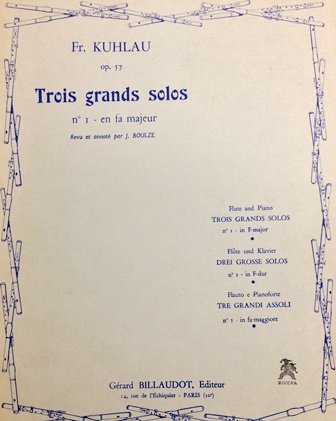 Fr. KUHLAU
op. 57
Trois grands solos
n° 1 - en fa majeur
Revu et annoté par J. BOULZE
Flute and Piano
TROIS GRANDS SOLOS
n° 1 - in F-major
Flöte und Klavier
DREI GROSSE SOLOS
n° 1 - in F-dur
Flauto e Pianoforte
TRE GRANDI ASSOLI
n° 1 - in fa-maggiore
RIVERA
Gérard BILLAUDOT, Editeur
14, rue de l'Echiquier - PARIS (10e)